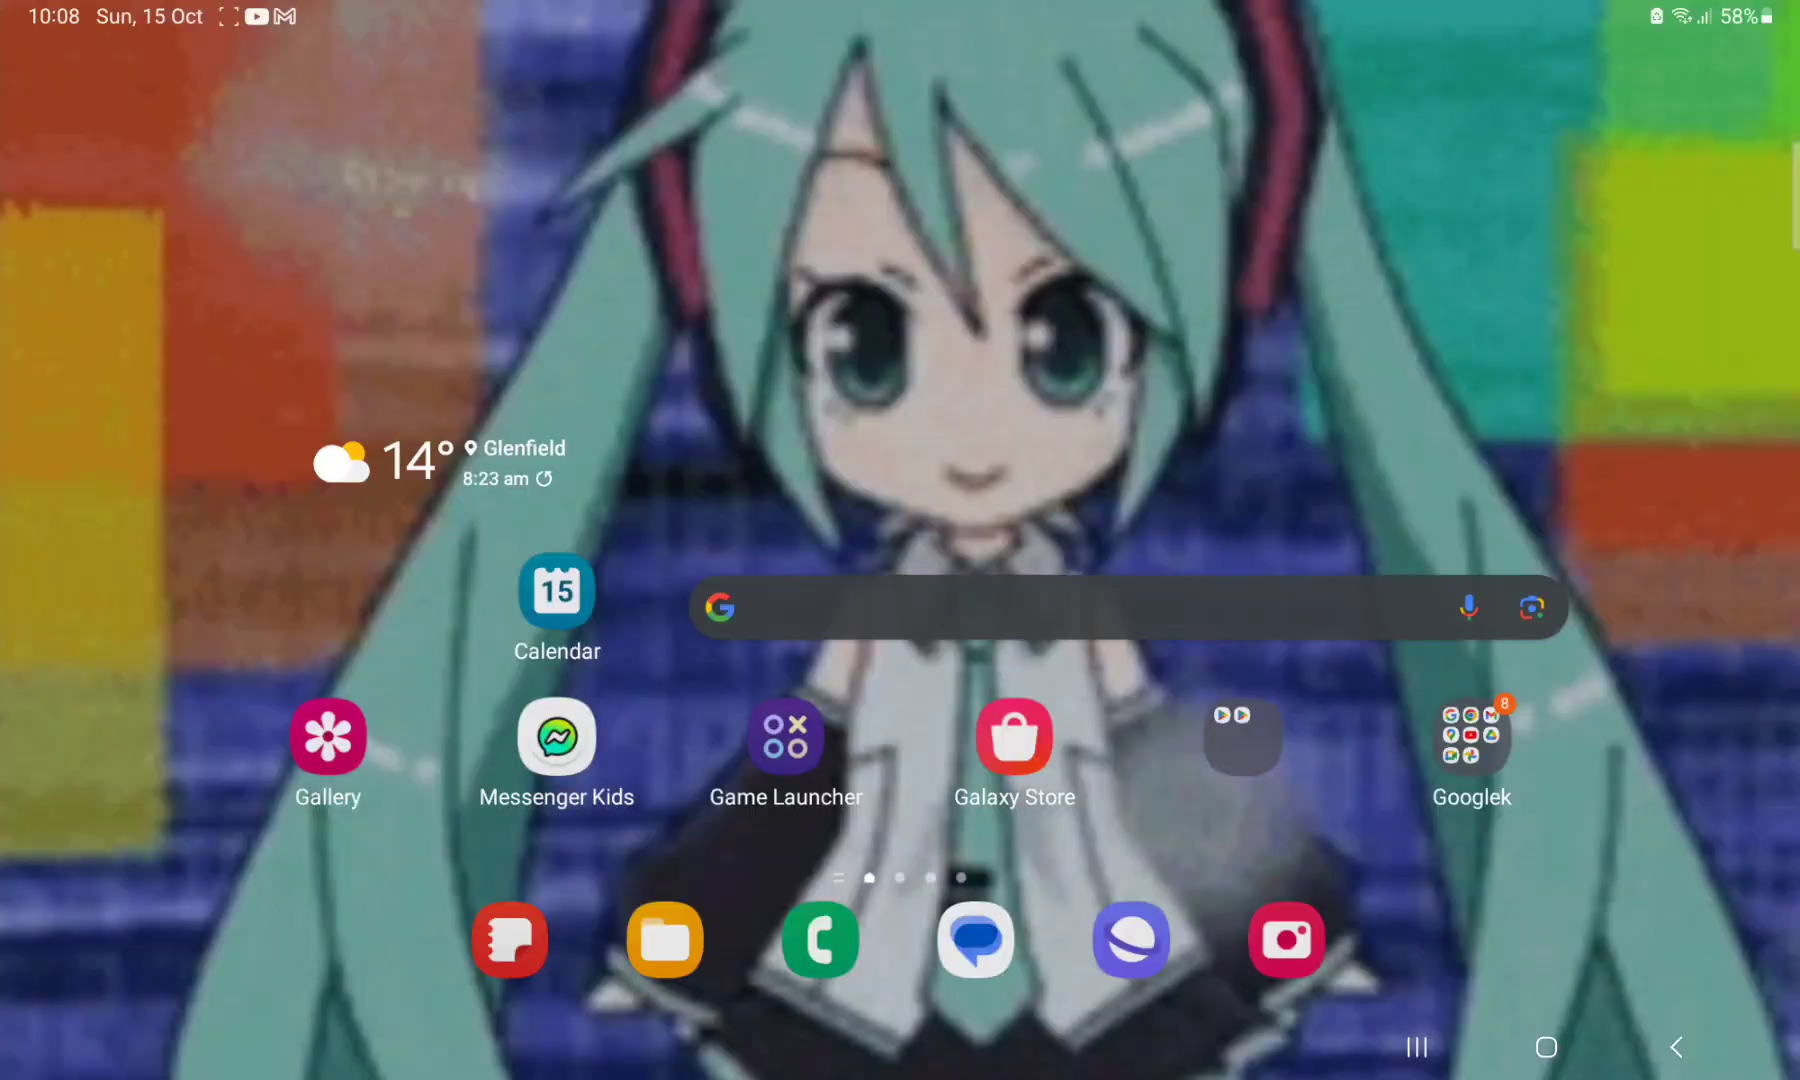 10:08 Sun, 15 Oct
58%
14° Glenfield
8:23 am
15
Calendar
8
Gallery
Messenger Kids
Game Launcher
Galaxy Store
Googlek